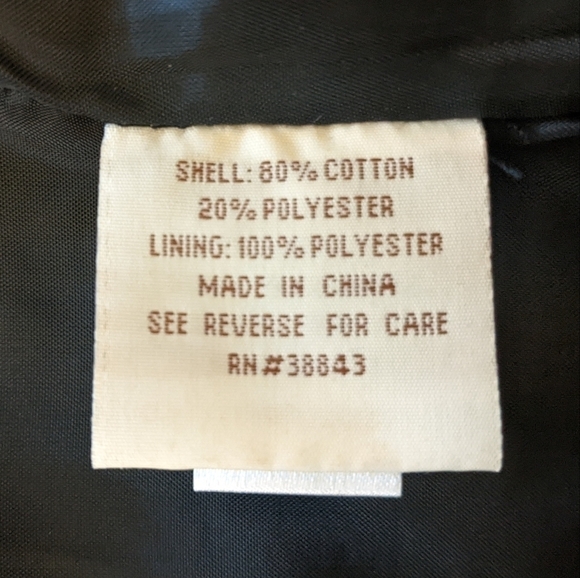 SHELL: 80% COTTON
20% POLYESTER
LINING: 100% POLYESTER
MADE IN CHINA
SEE REVERSE FOR CARE
RN#38843